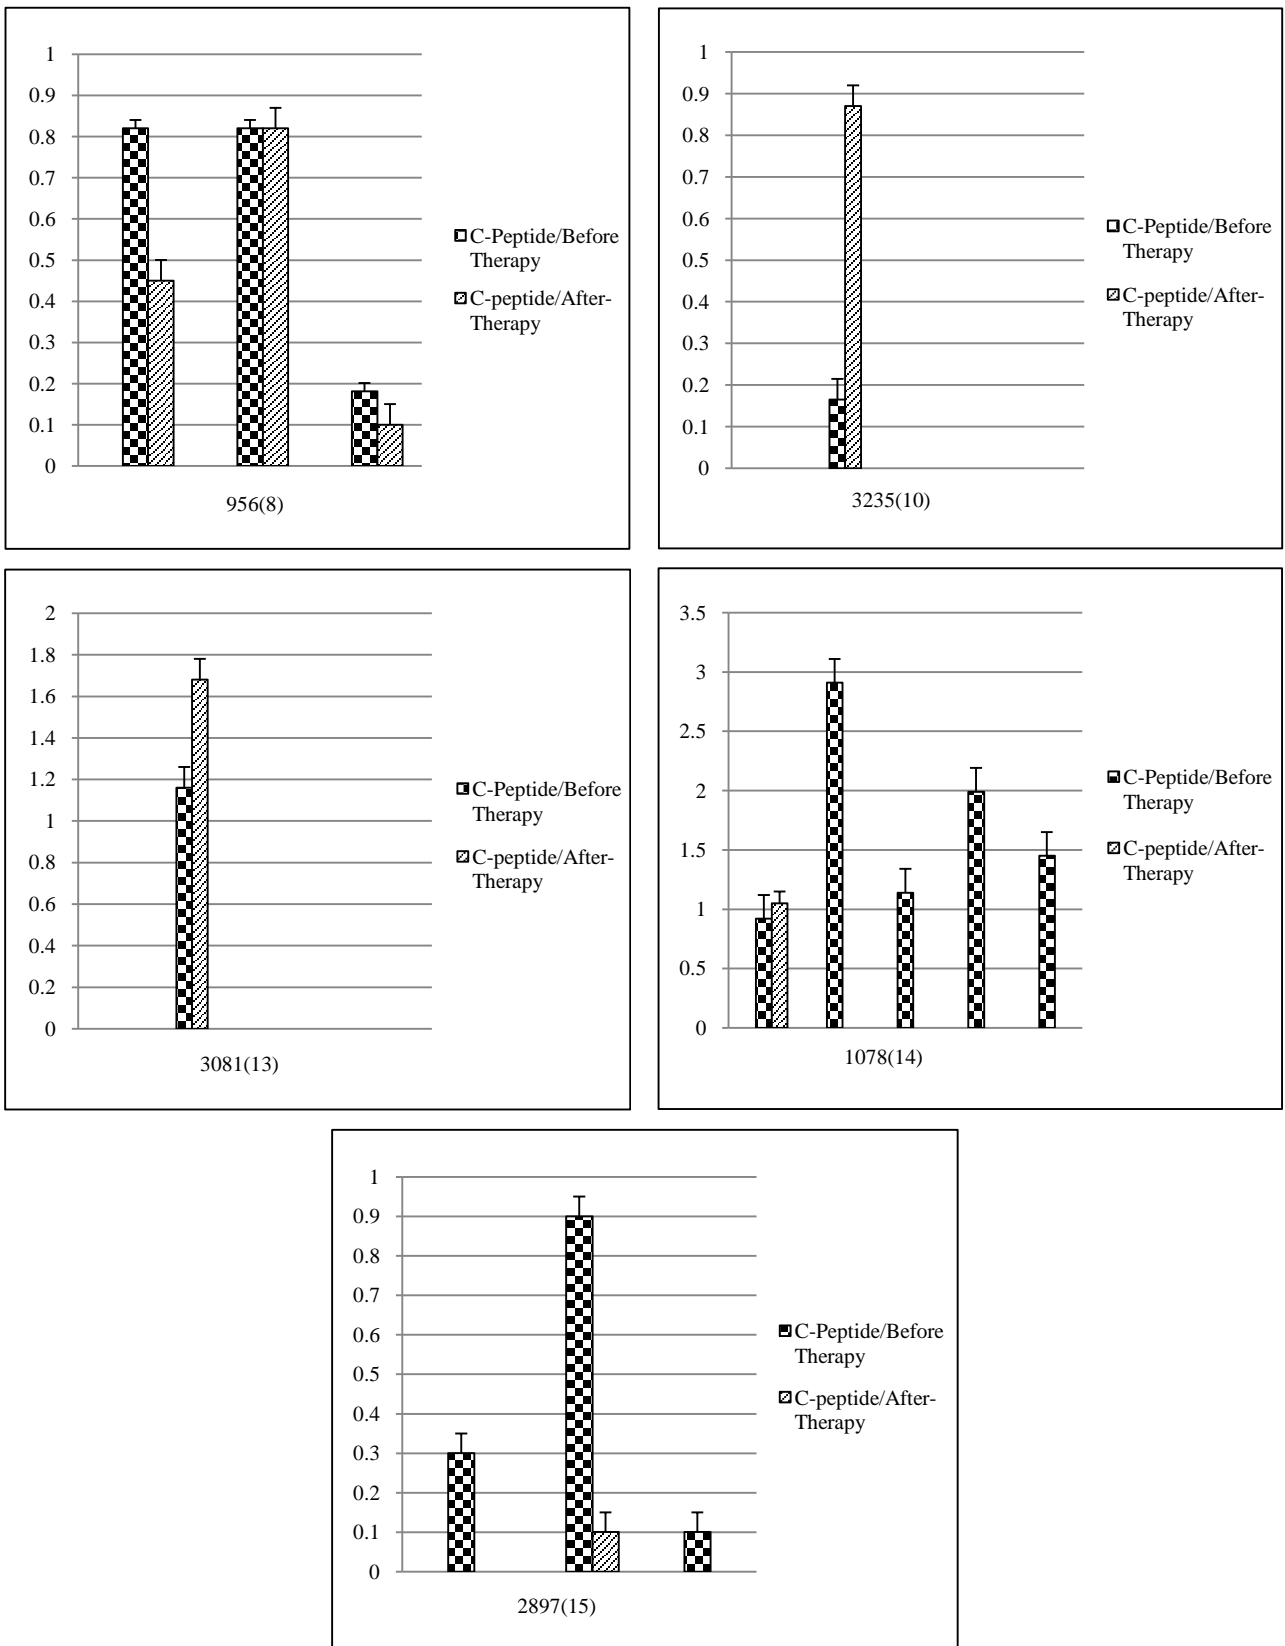 1
0.9
0.8
0.7
0.6
0.5
0.4
0.3
0.2
0.1
0
956(8)
C-Peptide/Before
Therapy
C-peptide/After-
Therapy
1
0.9
0.8
0.7
0.6
0.5
0.4
0.3
0.2
0.1
0
3235(10)
C-Peptide/Before
Therapy
C-peptide/After-
Therapy
2
1.8
1.6
1.4
1.2
1
0.8
0.6
0.4
0.2
0
3081(13)
C-Peptide/Before
Therapy
C-peptide/After-
Therapy
3.5
3
2.5
2
1.5
1
0.5
0
1078(14)
C-Peptide/Before
Therapy
C-peptide/After-
Therapy
1
0.9
0.8
0.7
0.6
0.5
0.4
0.3
0.2
0.1
0
2897(15)
C-Peptide/Before
Therapy
C-peptide/After-
Therapy